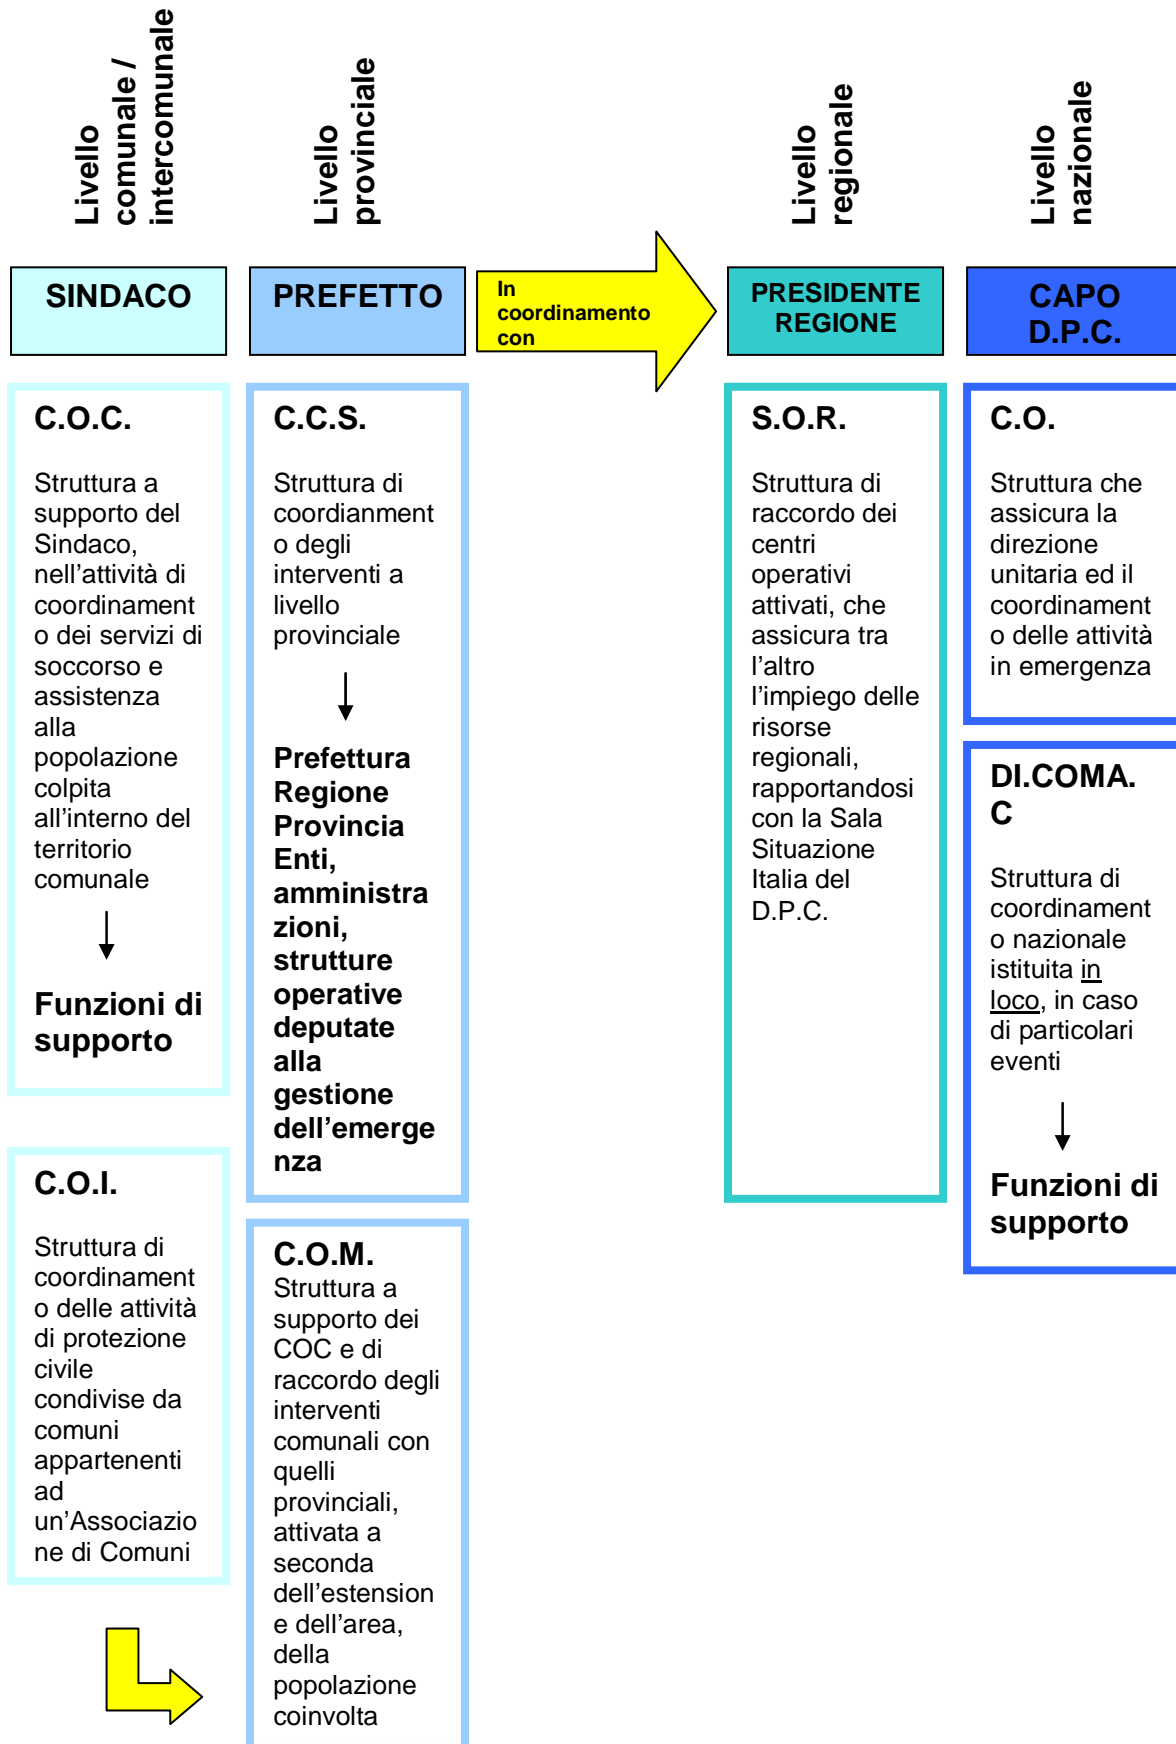 Livello
comunale /
intercomunale
Livello
provinciale
Livello
regionale
Livello
nazionale
SINDACO
PREFETTO
In
coordinamento
con
PRESIDENTE
REGIONE
CAPO
D.P.C.
C.O.C.
Struttura a
supporto del
Sindaco,
nell'attività di
coordinament
o dei servizi di
soccorso e
assistenza
alla
popolazione
colpita
all'interno del
territorio
comunale
Funzioni di
supporto
C.O.I.
Struttura di
coordinament
o delle attività
di protezione
civile
condivise da
comuni
appartenenti
ad
un'Associazio
ne di Comuni
C.C.S.
Struttura di
coordianment
o degli
interventi a
livello
provinciale
Prefettura
Regione
Provincia
Enti,
amministra
zioni,
strutture
operative
deputate
alla
gestione
dell'emerge
nza
C.O.M.
Struttura a
supporto dei
COC e di
raccordo degli
interventi
comunali con
quelli
provinciali,
attivata a
seconda
dell'estension
e dell'area,
della
popolazione
coinvolta
S.O.R.
Struttura di
raccordo dei
centri
operativi
attivati, che
assicura tra
l'altro
l'impiego delle
risorse
regionali,
rapportandosi
con la Sala
Situazione
Italia del
D.P.C.
C.O.
Struttura che
assicura la
direzione
unitaria ed il
coordinament
o delle attività
in emergenza
DI.COMA.
C
Struttura di
coordinament
o nazionale
istituita in
loco, in caso
di particolari
eventi
Funzioni di
supporto